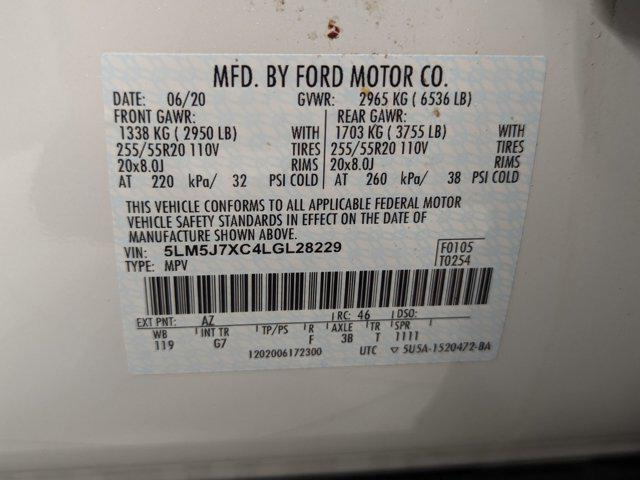 MFD. BY FORD MOTOR CO.
DATE: 06/20 GVWR: 2965 KG ( 6536 LB)
FRONT GAWR: REAR GAWR:
1338 KG ( 2950 LB) WITH 1703 KG ( 3755 LB) WITH
255/55R20 110V TIRES 255/55R20 110V TIRES
20x8.0J RIMS 20x8.0J RIMS
AT 220 kPa/ 32 PSI COLD AT 260 kPa/ 38 PSI COLD
THIS VEHICLE CONFORMS TO ALL APPLICABLE FEDERAL MOTOR
VEHICLE SAFETY STANDARDS IN EFFECT ON THE DATE OF
MANUFACTURE SHOWN ABOVE.
VIN: 5LM5J7XC4LGL28229 F0105
TYPE: MPV T0254
EXT PNT: AZ RC: 46 DSO:
WB INT TR TP/PS R AXLE TR SPR
119 G7 F 3B T 1111
1202006172300 UTC ▽ 5U5A-1520472-BA